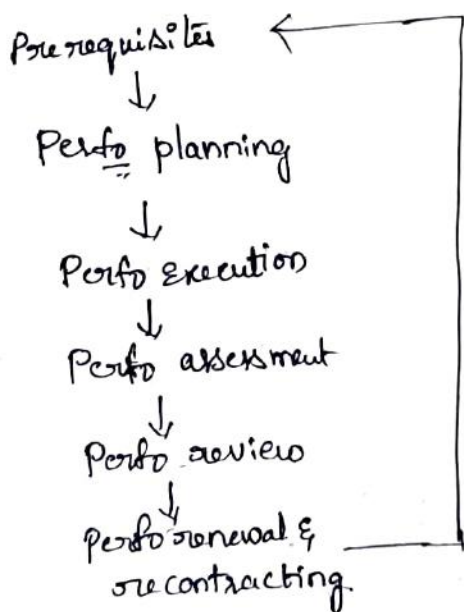 Prerequisites
Perfo planning
Perfo Execution
Perfo assessment
Perfo review
Perfo renewal &
recontracting